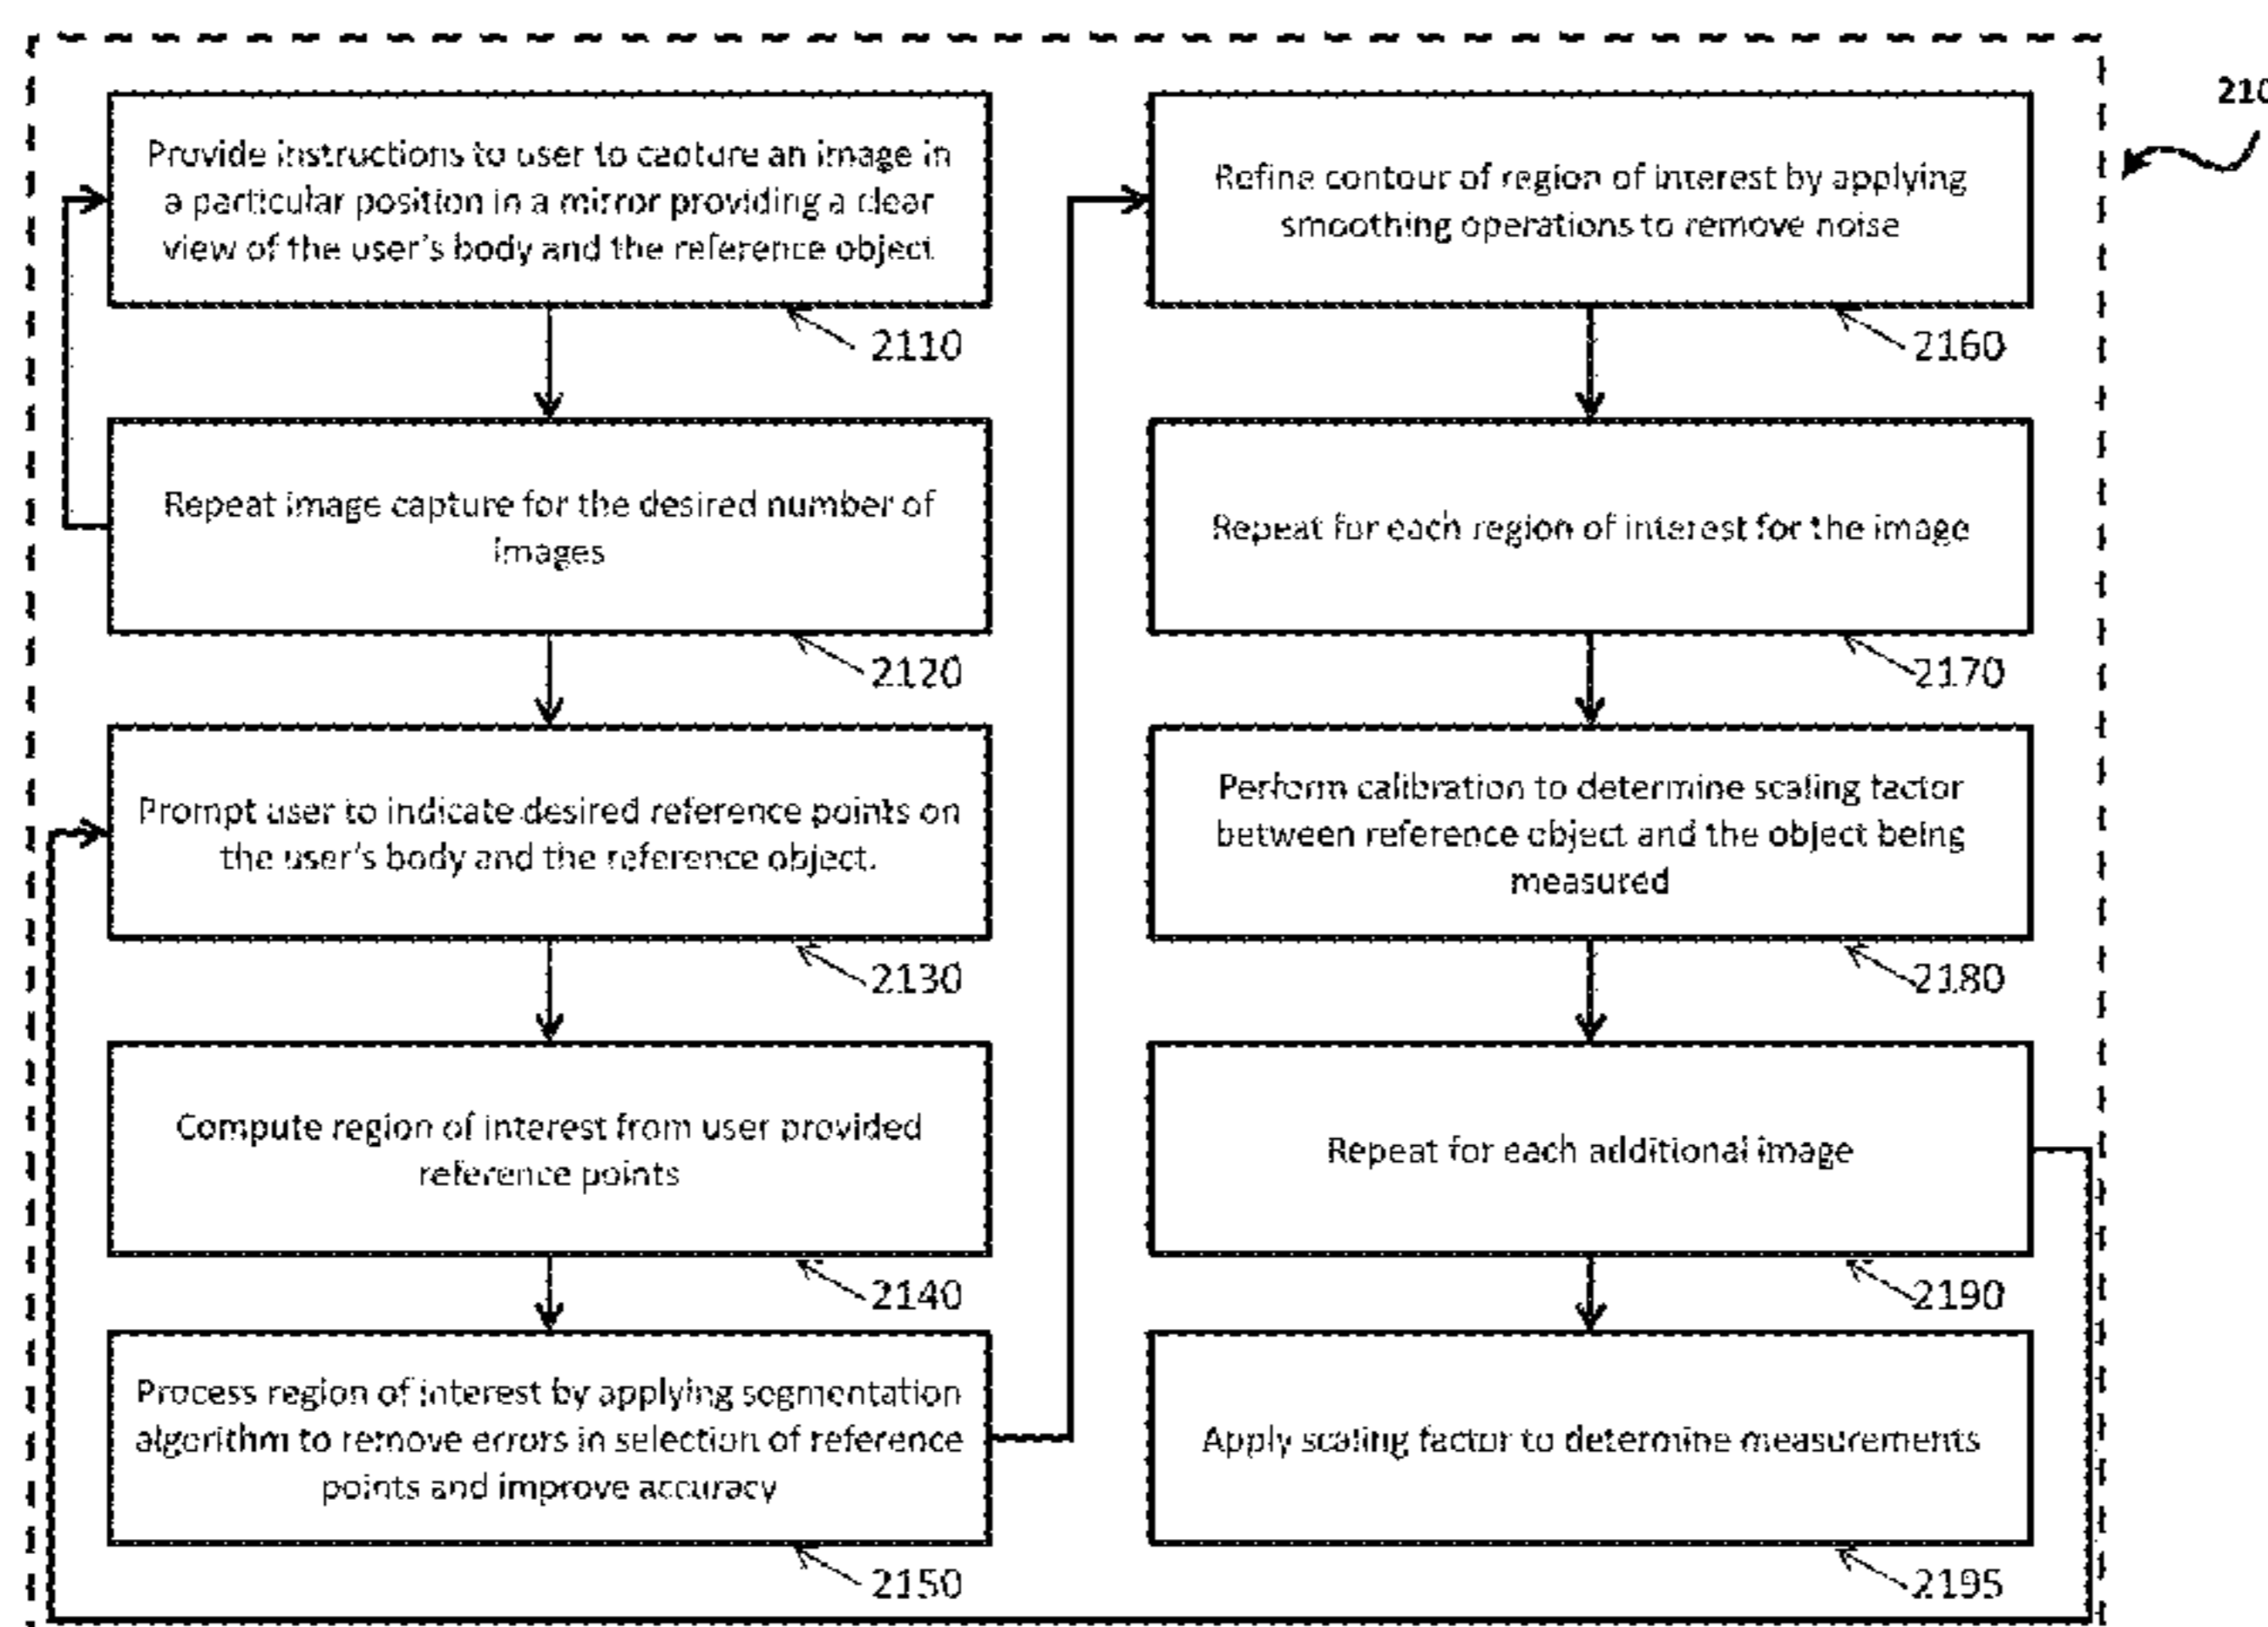 Provide instructions to user to capture an image in
a particular position in a mirror providing a clear
view of the user's body and the reference object
2110
Repeat image capture for the desired number of
images
2120
Prompt user to indicate desired reference points on
the user's body and the reference object.
2130
Compute region of interest from user provided
reference points
2140
Process region of interest by applying segmentation
algorithm to remove errors in selection of reference
points and improve accuracy
2150
Refine contour of region of interest by applying
smoothing operations to remove noise
2160
Repeat for each region of interest for the image
2170
Perform calibration to determine scaling factor
between reference object and the object being
measured
2180
Repeat for each additional image
2190
Apply scaling factor to determine measurements
2195
210